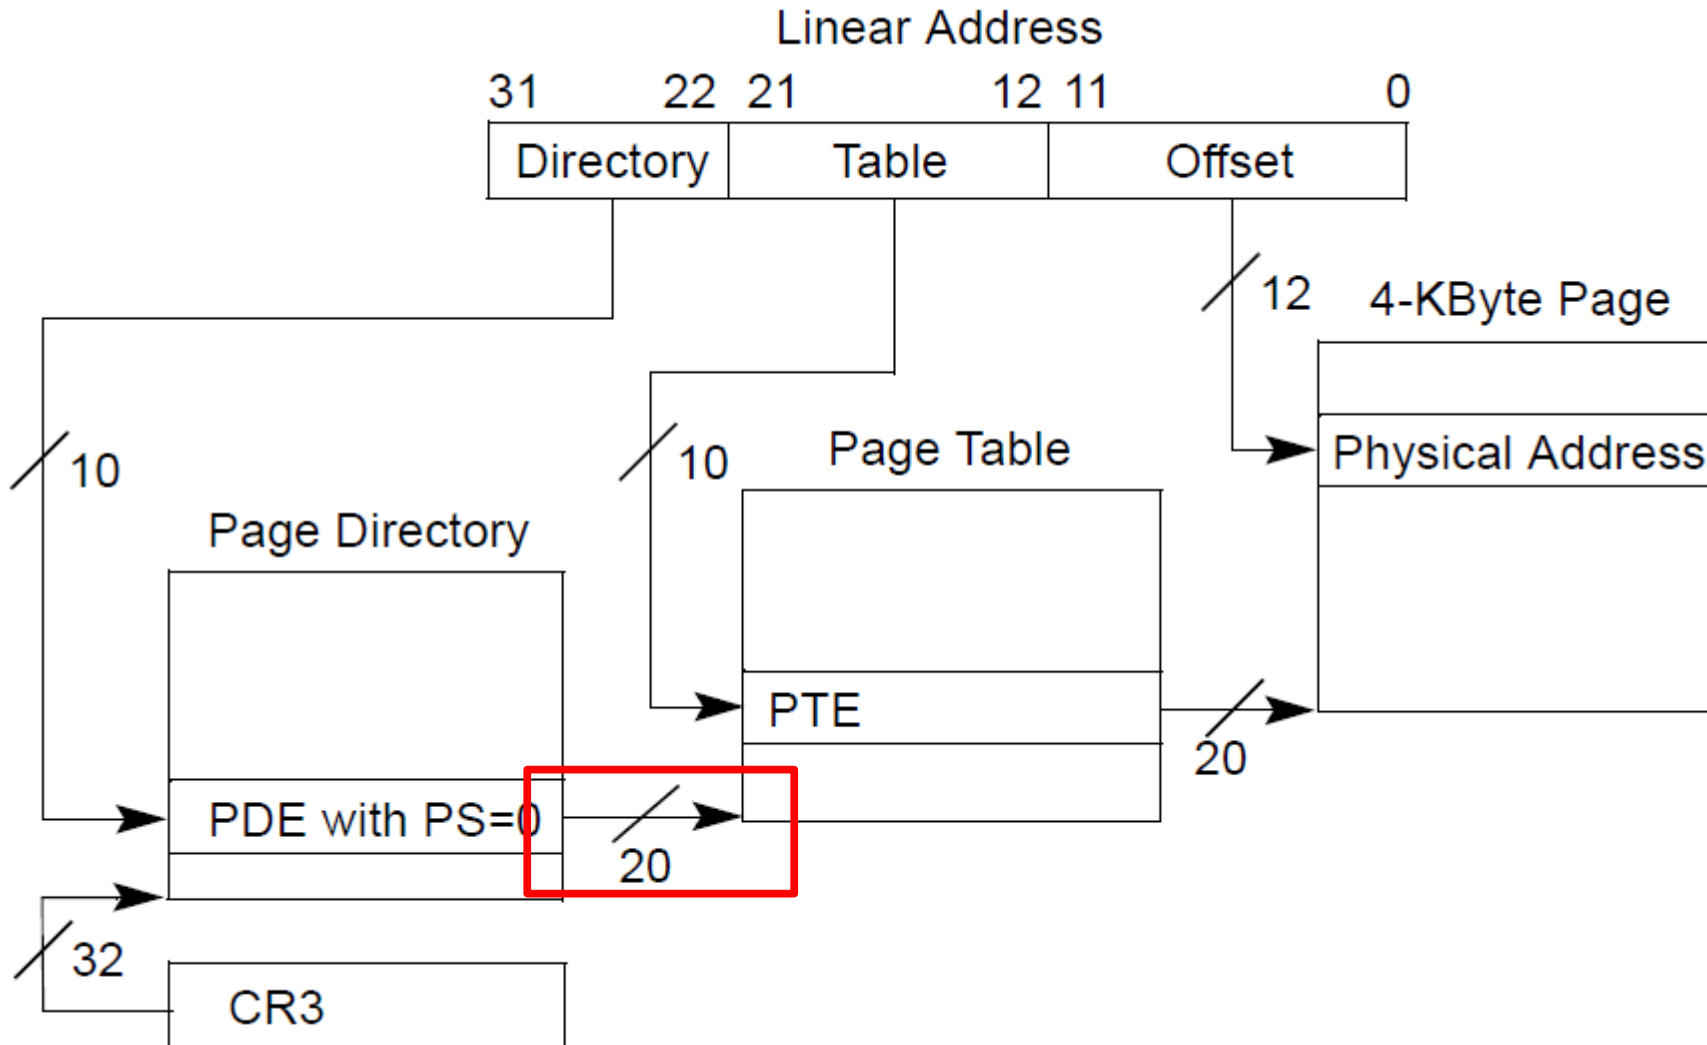 Linear Address
31 22 21 12 11 0
Directory Table Offset
12
4-KByte Page
10
10
Page Table
Physical Address
Page Directory
PTE
20
PDE with PS=0
20
32
CR3